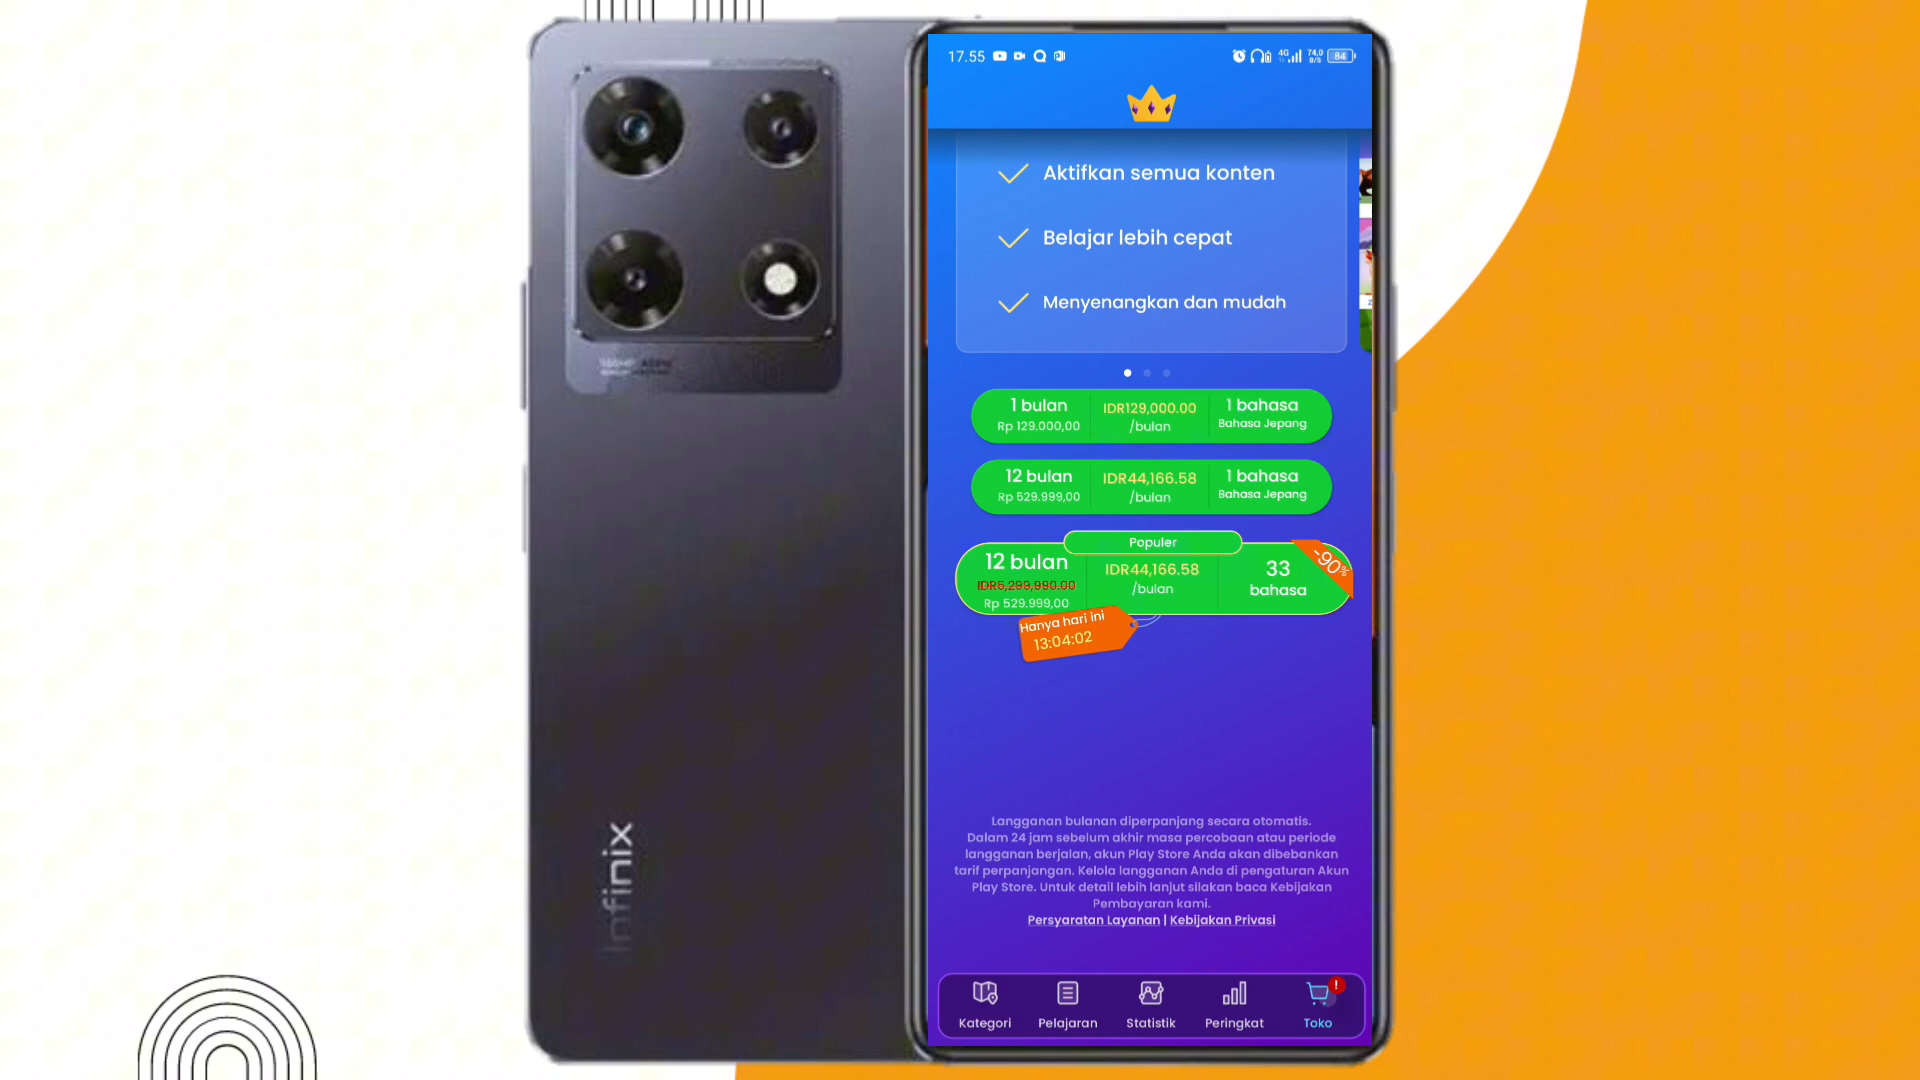 17.55
4G
74,0
B/S
84
Aktifkan semua konten
Belajar lebih cepat
Menyenangkan dan mudah
1 bulan
Rp 129.000,00
IDR129,000.00
/bulan
1 bahasa
Bahasa Jepang
12 bulan
Rp 529.999,00
IDR44,166.58
/bulan
1 bahasa
Bahasa Jepang
Populer
12 bulan
IDR5,299,990.00
Rp 529.999,00
IDR44,166.58
/bulan
33
bahasa
-90%
Hanya hari ini
13:04:02
Langganan bulanan diperpanjang secara otomatis.
Dalam 24 jam sebelum akhir masa percobaan atau periode
langganan berjalan, akun Play Store Anda akan dibebankan
tarif perpanjangan. Kelola langganan Anda di pengaturan Akun
Play Store. Untuk detail lebih lanjut silakan baca Kebijakan
Pembayaran kami.
Persyaratan Layanan | Kebijakan Privasi
Kategori
Pelajaran
Statistik
Peringkat
!
Toko
Infinix